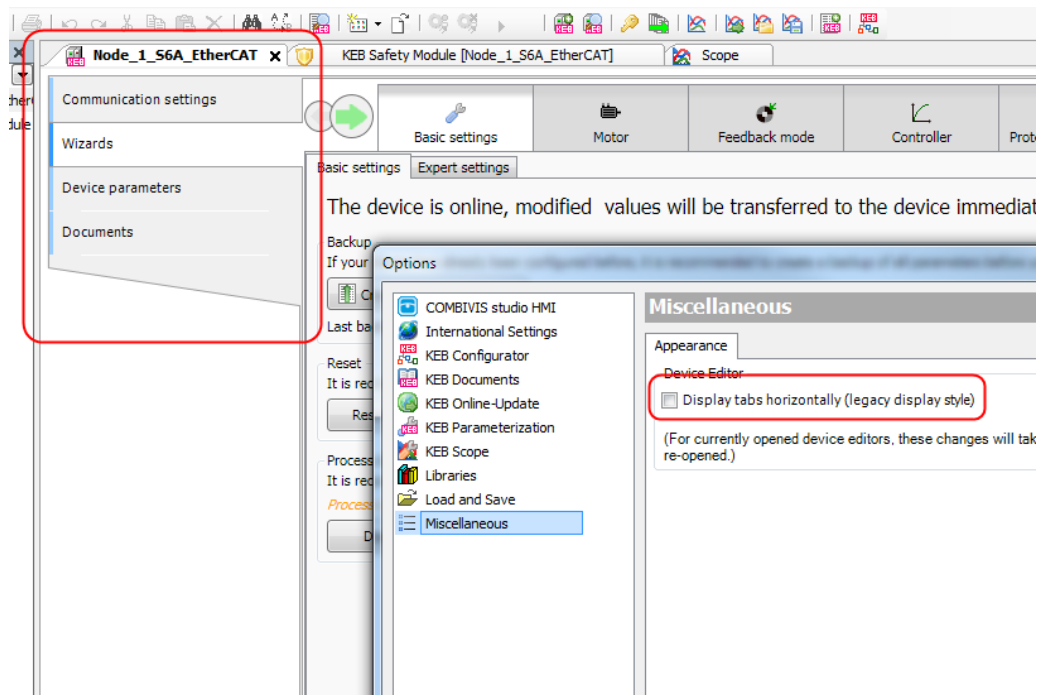 Node_1_S6A_EtherCAT
KEB Safety Module [Node_1_S6A_EtherCAT]
Scope
Communication settings
Wizards
Device parameters
Documents
Basic settings
Motor
Feedback mode
Controller
Prot
Basic settings
Expert settings
The device is online, modified values will be transferred to the device immediat
Backup
If your
Last ba
Reset
It is rec
Res
Process
It is rec
Process
D
Options
COMBIVIS studio HMI
International Settings
KEB Configurator
KEB Documents
KEB Online-Update
KEB Parameterization
KEB Scope
Libraries
Load and Save
Miscellaneous
Miscellaneous
Appearance
Device Editor
Display tabs horizontally (legacy display style)
(For currently opened device editors, these changes will tak
re-opened.)